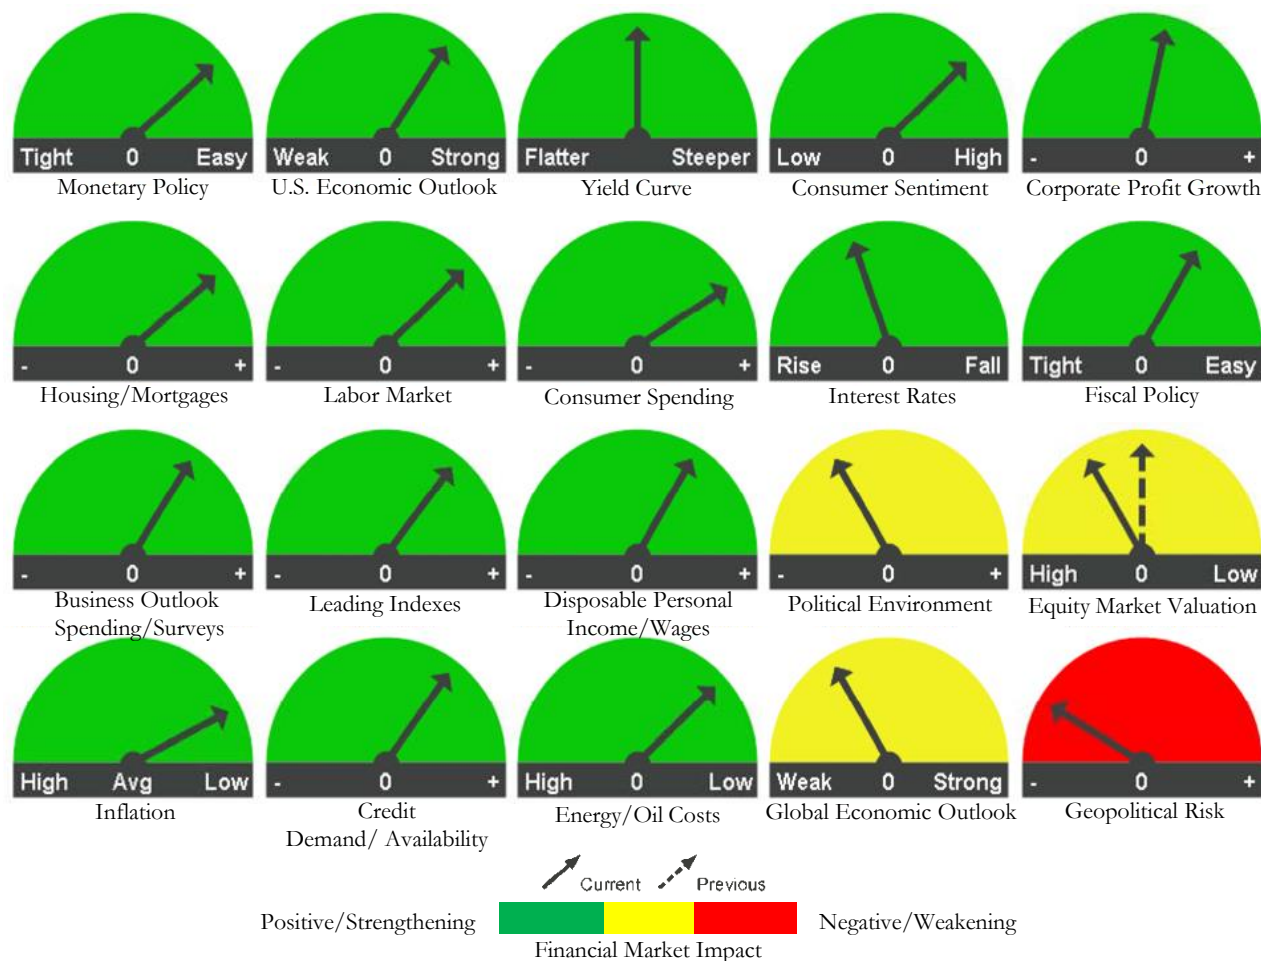 Tight 0 Easy
Weak 0 Strong
Flatter Steeper
Low 0 High
- 0 +
Monetary Policy
U.S. Economic Outlook
Yield Curve
Consumer Sentiment
Corporate Profit Growth
- 0 +
- 0 +
- 0 +
Rise 0 Fall
Tight 0 Easy
Housing/Mortgages
Labor Market
Consumer Spending
Interest Rates
Fiscal Policy
- 0 +
- 0 +
- 0 +
- 0 +
High 0 Low
Business Outlook
Spending/Surveys
Leading Indexes
Disposable Personal
Income/Wages
Political Environment
Equity Market Valuation
High Avg Low
- 0 +
High 0 Low
Weak 0 Strong
- 0 +
Inflation
Credit
Demand/ Availability
Energy/Oil Costs
Global Economic Outlook
Geopolitical Risk
Current Previous
Positive/Strengthening
Negative/Weakening
Financial Market Impact